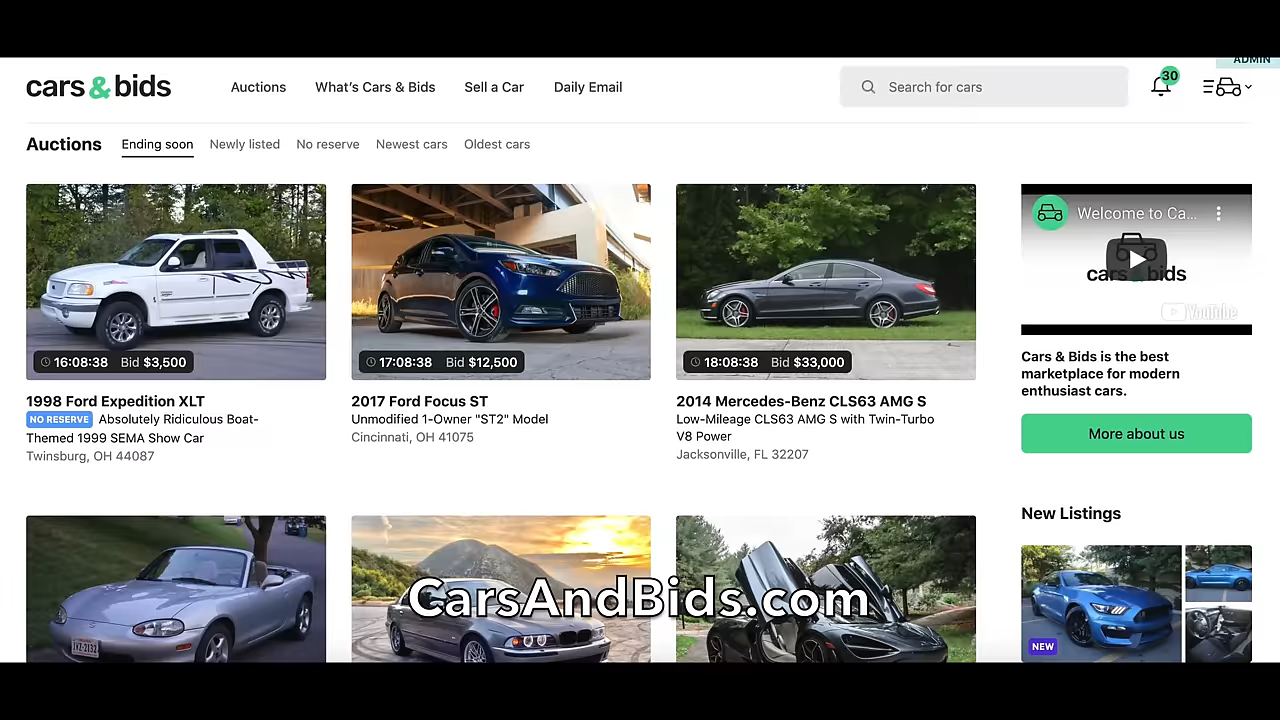 ADMIN
cars & bids
Auctions
What's Cars & Bids
Sell a Car
Daily Email
Search for cars
30
Auctions
Ending soon
Newly listed
No reserve
Newest cars
Oldest cars
16:08:38 Bid $3,500
1998 Ford Expedition XLT
NO RESERVE Absolutely Ridiculous Boat-
Themed 1999 SEMA Show Car
Twinsburg, OH 44087
17:08:38 Bid $12,500
2017 Ford Focus ST
Unmodified 1-Owner "ST2" Model
Cincinnati, OH 41075
18:08:38 Bid $33,000
2014 Mercedes-Benz CLS63 AMG S
Low-Mileage CLS63 AMG S with Twin-Turbo
V8 Power
Jacksonville, FL 32207
Welcome to Ca...
cars & bids
YouTube
Cars & Bids is the best
marketplace for modern
enthusiast cars.
More about us
New Listings
NEW
CarsAndBids.com